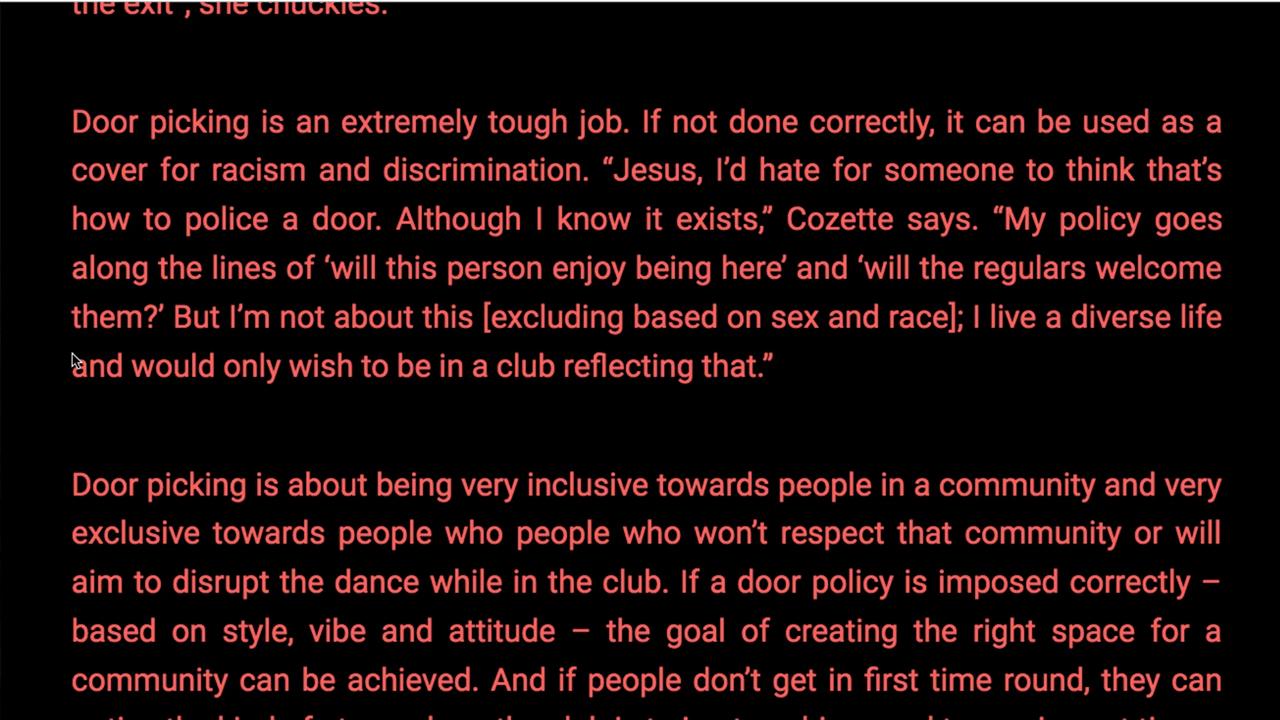 the exit”, she chuckles.
Door picking is an extremely tough job. If not done correctly, it can be used as a
cover for racism and discrimination. “Jesus, I’d hate for someone to think that’s
how to police a door. Although I know it exists,” Cozette says. “My policy goes
along the lines of ‘will this person enjoy being here’ and ‘will the regulars welcome
them?’ But I’m not about this [excluding based on sex and race]; I live a diverse life
and would only wish to be in a club reflecting that.”
Door picking is about being very inclusive towards people in a community and very
exclusive towards people who people who won’t respect that community or will
aim to disrupt the dance while in the club. If a door policy is imposed correctly –
based on style, vibe and attitude – the goal of creating the right space for a
community can be achieved. And if people don’t get in first time round, they can